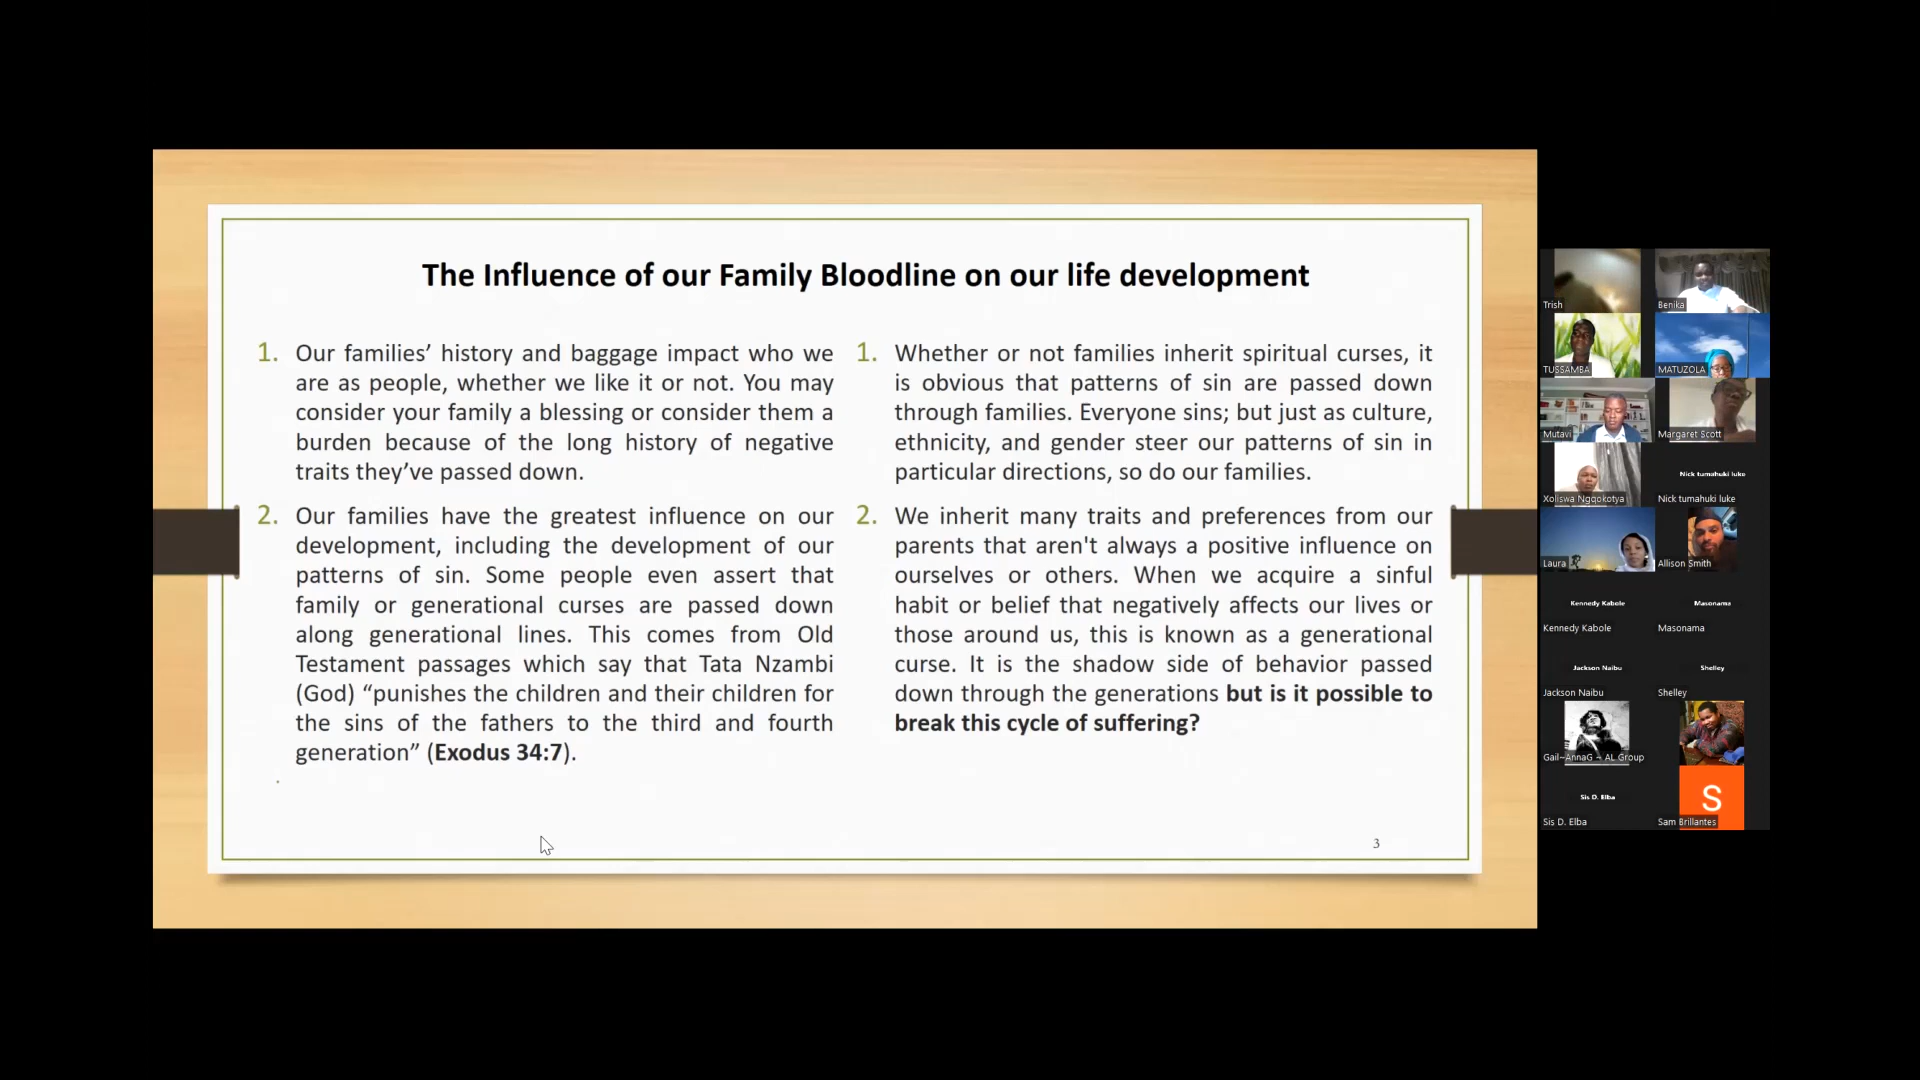 The Influence of our Family Bloodline on our life development
1. Our families’ history and baggage impact who we
are as people, whether we like it or not. You may
consider your family a blessing or consider them a
burden because of the long history of negative
traits they’ve passed down.
2. Our families have the greatest influence on our
development, including the development of our
patterns of sin. Some people even assert that
family or generational curses are passed down
along generational lines. This comes from Old
Testament passages which say that Tata Nzambi
(God) “punishes the children and their children for
the sins of the fathers to the third and fourth
generation” (Exodus 34:7).
1. Whether or not families inherit spiritual curses, it
is obvious that patterns of sin are passed down
through families. Everyone sins; but just as culture,
ethnicity, and gender steer our patterns of sin in
particular directions, so do our families.
2. We inherit many traits and preferences from our
parents that aren't always a positive influence on
ourselves or others. When we acquire a sinful
habit or belief that negatively affects our lives or
those around us, this is known as a generational
curse. It is the shadow side of behavior passed
down through the generations but is it possible to
break this cycle of suffering?
3
Trish
Benika
TUSSAMBA
MATUZOLA
Mutavi
Margaret Scott
Xoliswa Ngqokotya
Nick tumahuki luke
Nick tumahuki luke
Laura
Allison Smith
Kennedy Kabole
Masonama
Kennedy Kabole
Masonama
Jackson Naibu
Shelley
Jackson Naibu
Shelley
Gail~AnnaG ~ AL Group
Sis D. Elba
S
Sis D. Elba
Sam Brillantes